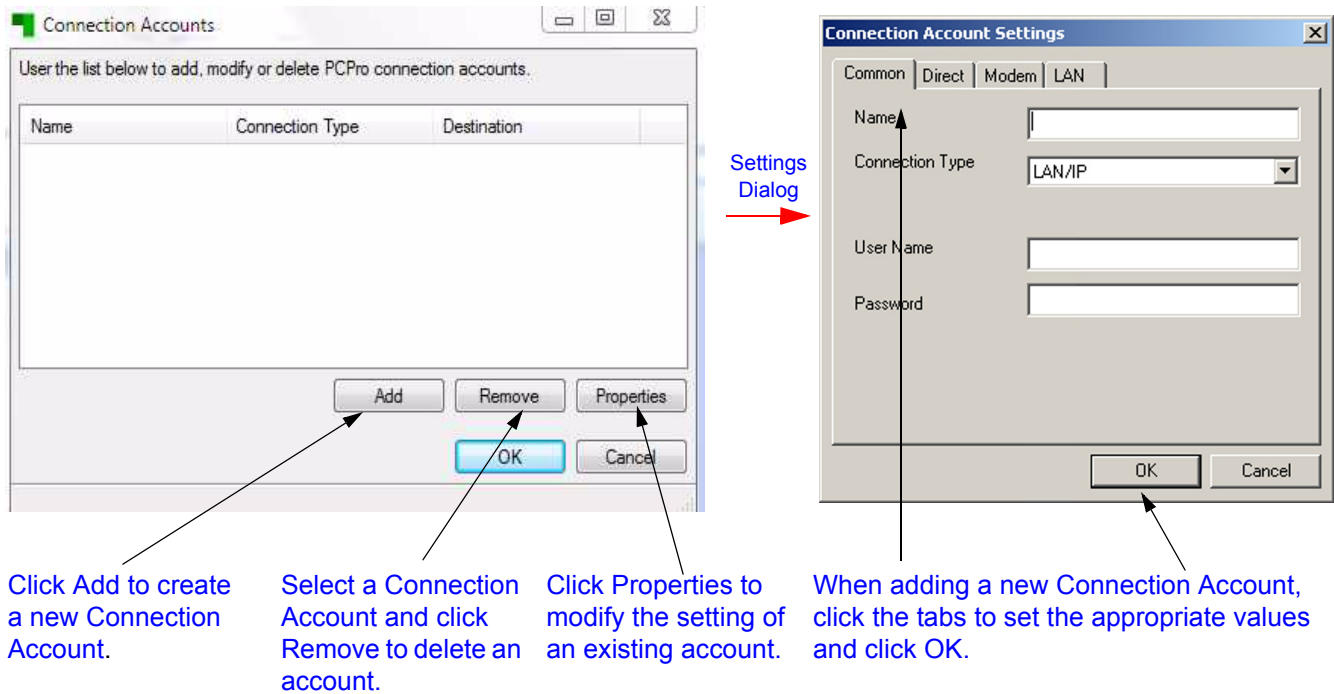 Connection Accounts
User the list below to add, modify or delete PCPro connection accounts.
Name Connection Type Destination
Add Remove Properties
OK Cancel
Settings
Dialog
Connection Account Settings
Common Direct Modem LAN
Name
Connection Type LAN/IP
User Name
Password
OK Cancel
Click Add to create
a new Connection
Account.
Select a Connection
Account and click
Remove to delete an
account.
Click Properties to
modify the setting of
an existing account.
When adding a new Connection Account,
click the tabs to set the appropriate values
and click OK.